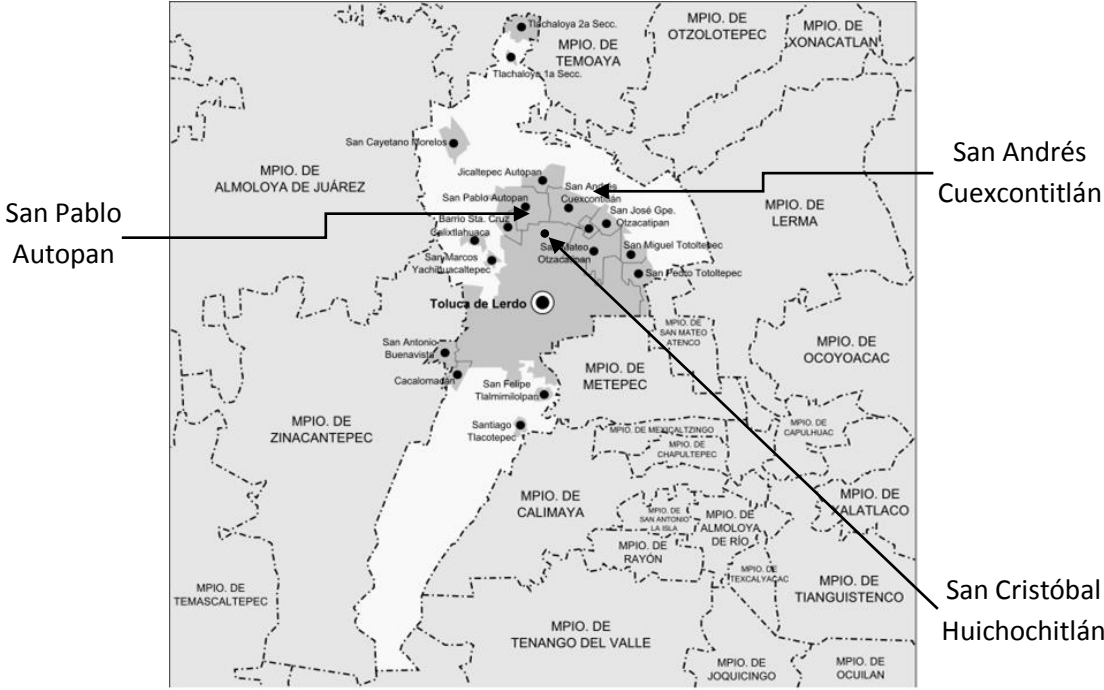 Tlachaloya 2a Secc.
MPIO. DE
TEMOAYA
MPIO. DE
OTZOLOTEPEC
MPIO. DE
XONACATLAN
Tlachaloya 1a Secc.
San Cayetano Morelos
MPIO. DE
ALMOLOYA DE JUÁREZ
Jicaltepec Autopan
San Andrés
Cuexcontitlán
San Andrés
Cuexcontitlán
San Pablo
Autopan
San Pablo Autopan
San José Gpe.
Otzacatipan
MPIO. DE
LERMA
Barrio Sta. Cruz
Calixtlahuaca
San Mateo
Otzacatipan
San Miguel Totoltepec
San Marcos
Yachihuacaltepec
San Pedro Totoltepec
Toluca de Lerdo
MPIO. DE
SAN MATEO
ATENCO
MPIO. DE
OCOYOACAC
San Antonio
Buenavista
Cacalomacán
San Felipe
Tlalmimilolpan
MPIO. DE
METEPEC
MPIO. DE
ZINACANTEPEC
Santiago
Tlacotepec
MPIO. DE MEXICALTZINGO
MPIO. DE
CHAPULTEPEC
MPIO. DE
CAPULHUAC
MPIO. DE
CALIMAYA
MPIO. DE
SAN ANTONIO
LA ISLA
MPIO. DE
ALMOLOYA
DE RÍO
MPIO. DE
XALATLACO
MPIO. DE
RAYÓN
MPIO. DE
TEXCALYACAC
MPIO. DE
TIANGUISTENCO
San Cristóbal
Huichochitlán
MPIO. DE
TEMASCALTEPEC
MPIO. DE
TENANGO DEL VALLE
MPIO. DE
JOQUICINGO
MPIO. DE
OCUILAN